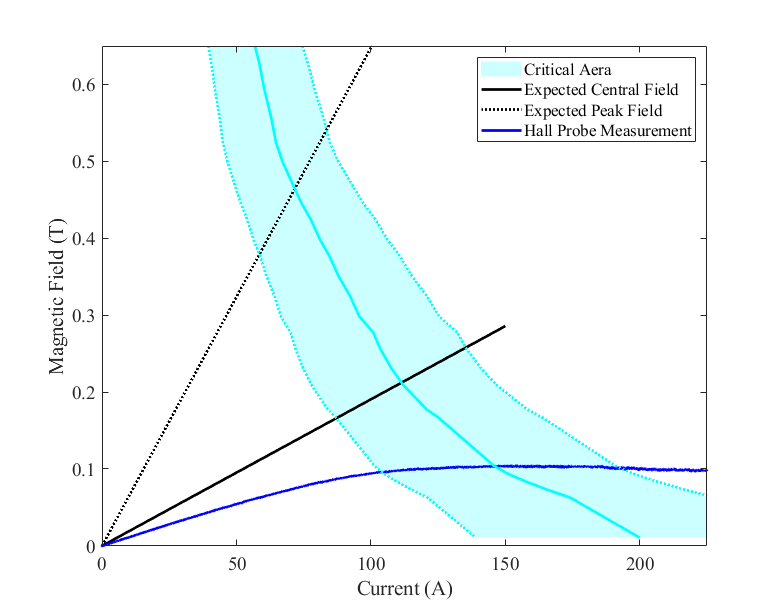 Critical Aera
Expected Central Field
Expected Peak Field
Hall Probe Measurement
0.6
0.5
0.4
0.3
0.2
0.1
0
Magnetic Field (T)
0 50 100 150 200
Current (A)